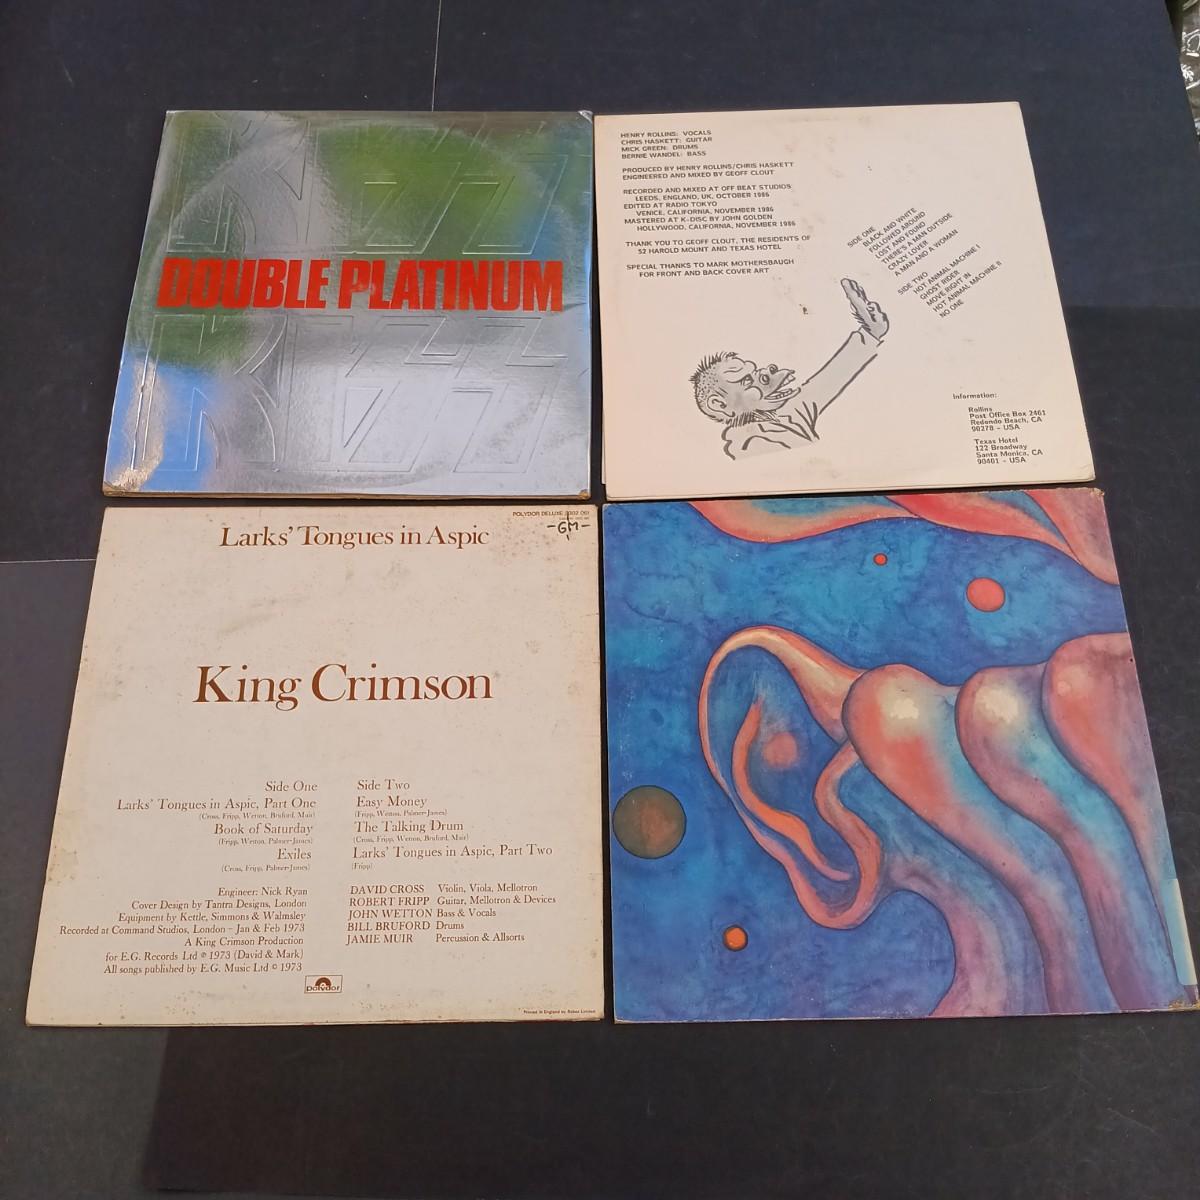 KISS
DOUBLE PLATINUM
KISS
HENRY ROLLINS: VOCALS
CHRIS HASKETT: GUITAR
MICK GREEN: DRUMS
BERNIE WANDEL: BASS
PRODUCED BY HENRY ROLLINS/CHRIS HASKETT
ENGINEERED AND MIXED BY GEOFF CLOUT
RECORDED AND MIXED AT OFF BEAT STUDIOS
LEEDS, ENGLAND, UK, OCTOBER 1986
EDITED AT RADIO TOKYO
VENICE, CALIFORNIA, NOVEMBER 1986
MASTERED AT K-DISC BY JOHN GOLDEN
HOLLYWOOD, CALIFORNIA, NOVEMBER 1986
THANK YOU TO GEOFF CLOUT, THE RESIDENTS OF
52 HAROLD MOUNT AND TEXAS HOTEL
SPECIAL THANKS TO MARK MOTHERSBAUGH
FOR FRONT AND BACK COVER ART
SIDE ONE
BLACK AND WHITE
FOLLOWED AROUND
LOST AND FOUND
THERE'S A MAN OUTSIDE
CRAZY LOVER
A MAN AND A WOMAN
SIDE TWO
HOT ANIMAL MACHINE I
GHOST RIDER
MOVE RIGHT IN
HOT ANIMAL MACHINE II
NO ONE
Information:
Rollins
Post Office Box 2461
Redondo Beach, CA
90278 - USA
Texas Hotel
122 Broadway
Santa Monica, CA
90401 - USA
POLYDOR DELUXE 2302 061
-GM-
Larks' Tongues in Aspic
King Crimson
Side One
Larks' Tongues in Aspic, Part One
(Cross, Fripp, Wetton, Bruford, Muir)
Book of Saturday
(Fripp, Wetton, Palmer-James)
Exiles
(Cross, Fripp, Palmer-James)
Side Two
Easy Money
(Fripp, Wetton, Palmer-James)
The Talking Drum
(Cross, Fripp, Wetton, Bruford, Muir)
Larks' Tongues in Aspic, Part Two
(Fripp)
Engineer: Nick Ryan
Cover Design by Tantra Designs, London
Equipment by Kettle, Simmons & Walmsley
Recorded at Command Studios, London – Jan & Feb 1973
A King Crimson Production
for E.G. Records Ltd ℗ 1973 (David & Mark)
All songs published by E.G. Music Ltd © 1973
DAVID CROSS Violin, Viola, Mellotron
ROBERT FRIPP Guitar, Mellotron & Devices
JOHN WETTON Bass & Vocals
BILL BRUFORD Drums
JAMIE MUIR Percussion & Allsorts
polydor
Printed in England by Robor Limited